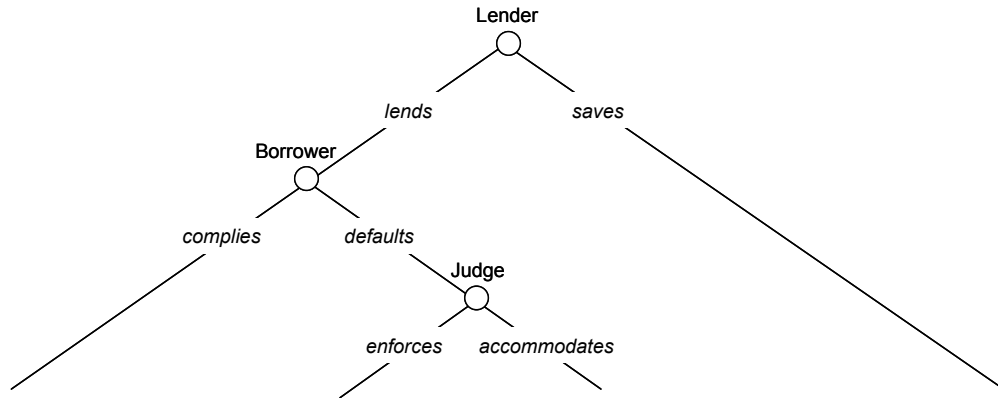 Lender
lends
saves
Borrower
complies
defaults
Judge
enforces
accommodates